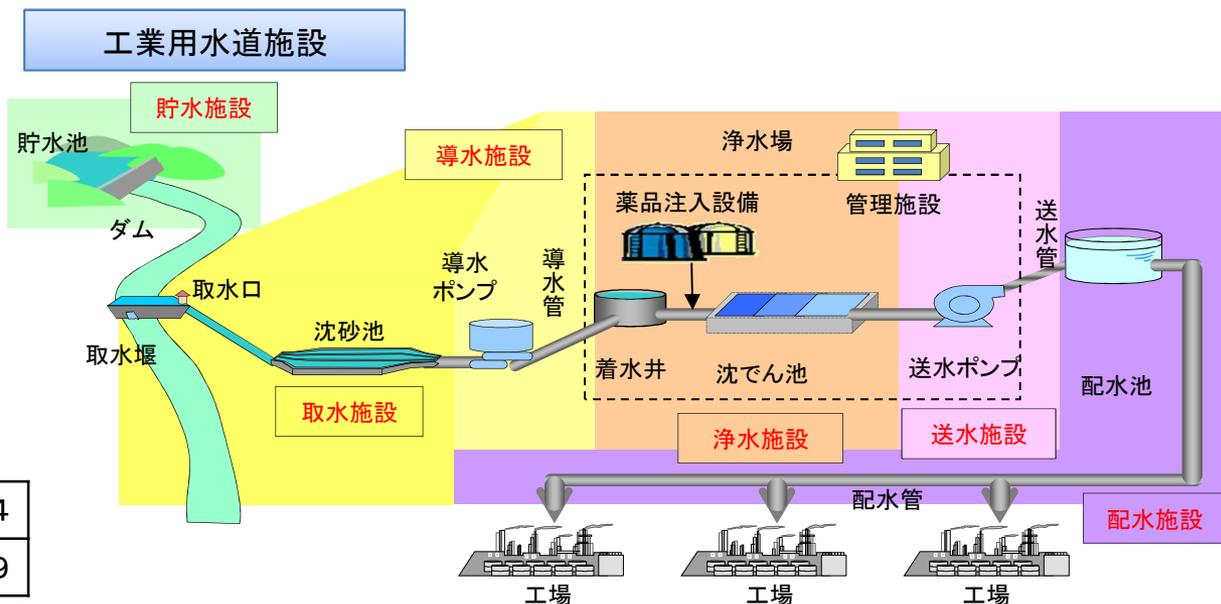 工業用水道施設
貯水施設
貯水池
ダム
導水施設
浄水場
管理施設
薬品注入設備
送水管
導水
ポンプ
導水管
取水口
沈砂池
取水堰
着水井
沈でん池
送水ポンプ
配水池
取水施設
浄水施設
送水施設
配水管
配水施設
工場
工場
工場
4
9